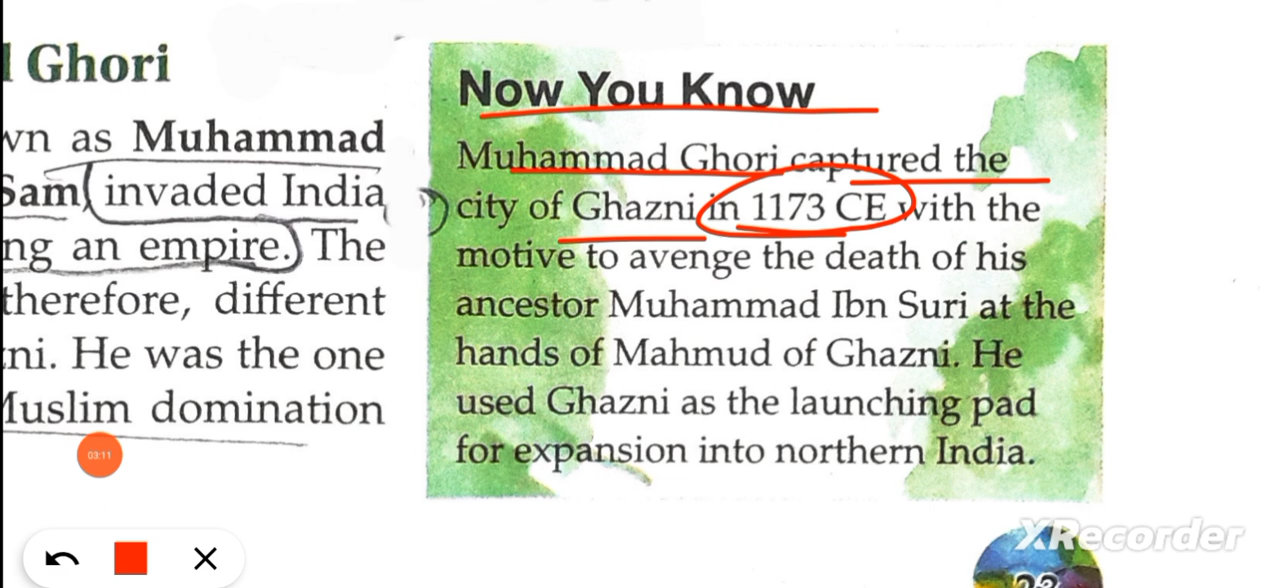 Ghori
wn as Muhammad
Sam, invaded India
ng an empire. The
therefore, different
ni. He was the one
Muslim domination
Now You Know
Muhammad Ghori captured the
city of Ghazni in 1173 CE with the
motive to avenge the death of his
ancestor Muhammad Ibn Suri at the
hands of Mahmud of Ghazni. He
used Ghazni as the launching pad
for expansion into northern India.
03:11
XRecorder
23